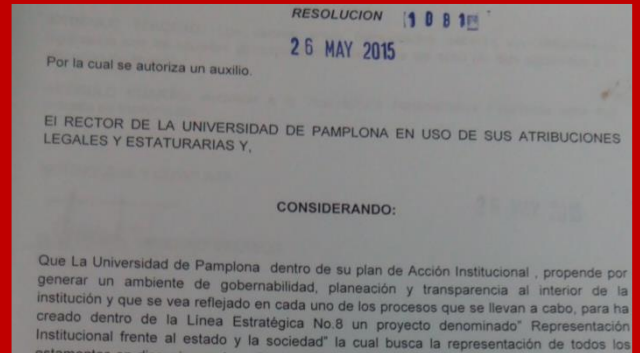 RESOLUCION 1081
26 MAY 2015
Por la cual se autoriza un auxilio.
El RECTOR DE LA UNIVERSIDAD DE PAMPLONA EN USO DE SUS ATRIBUCIONES
LEGALES Y ESTATURARIAS Y,
CONSIDERANDO:
Que La Universidad de Pamplona dentro de su plan de Acción Institucional , propende por
generar un ambiente de gobernabilidad, planeación y transparencia al interior de la
institución y que se vea reflejado en cada uno de los procesos que se llevan a cabo, para ha
creado dentro de la Línea Estratégica No.8 un proyecto denominado" Representación
Institucional frente al estado y la sociedad" la cual busca la representación de todos los